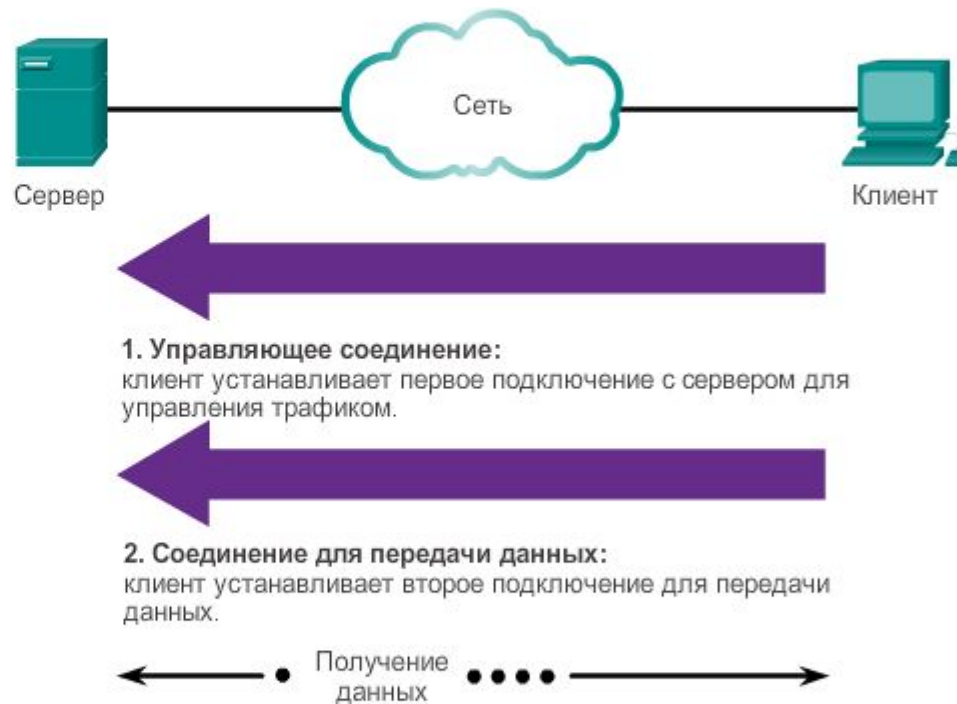 Сеть
Сервер
Клиент
1. Управляющее соединение:
клиент устанавливает первое подключение с сервером для
управления трафиком.
2. Соединение для передачи данных:
клиент устанавливает второе подключение для передачи
данных.
Получение
данных